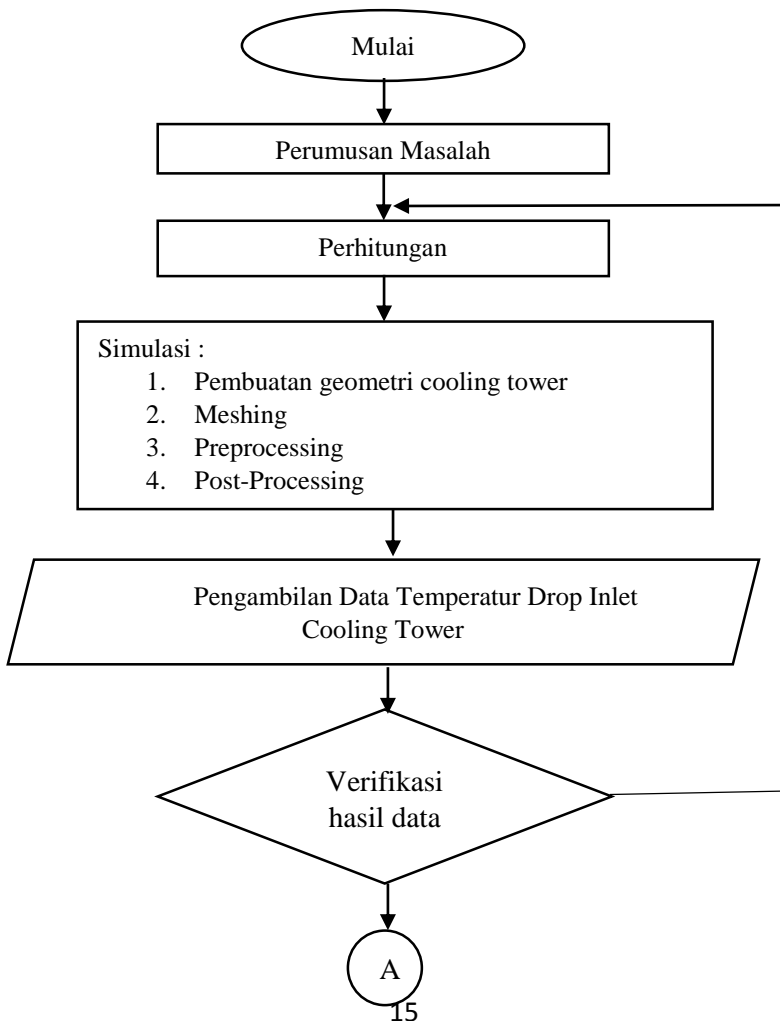 Mulai
Perumusan Masalah
Perhitungan
Simulasi :
1. Pembuatan geometri cooling tower
2. Meshing
3. Preprocessing
4. Post-Processing
Pengambilan Data Temperatur Drop Inlet
Cooling Tower
Verifikasi
hasil data
A
15